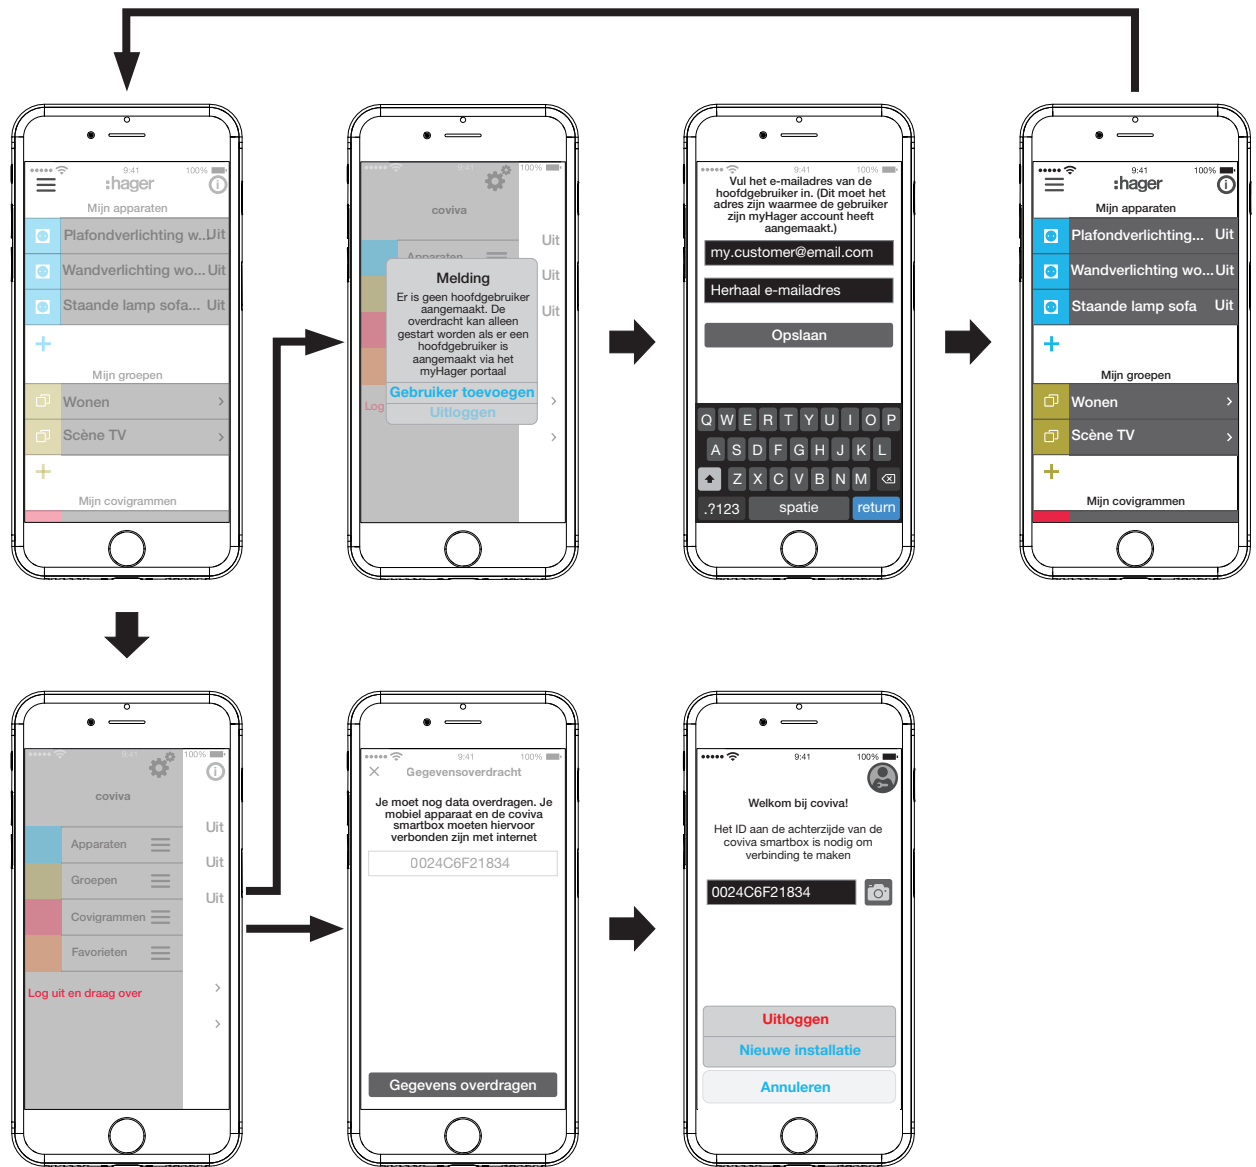 9:41 100%
:hager
Mijn apparaten
Plafondverlichting w... Uit
Wandverlichting wo... Uit
Staande lamp sofa... Uit
+
Mijn groepen
Wonen >
Scène TV >
+
Mijn covigrammen
9:41 100%
coviva
Apparaten
Uit
Uit
Uit
Melding
Er is geen hoofdgebruiker
aangemaakt. De
overdracht kan alleen
gestart worden als er een
hoofdgebruiker is
aangemaakt via het
myHager portaal
Gebruiker toevoegen
Uitloggen
Log
>
>
9:41 100%
Vul het e-mailadres van de
hoofdgebruiker in. (Dit moet het
adres zijn waarmee de gebruiker
zijn myHager account heeft
aangemaakt.)
my.customer@email.com
Herhaal e-mailadres
Opslaan
Q W E R T Y U I O P
A S D F G H J K L
Z X C V B N M
.?123 spatie return
9:41 100%
:hager
Mijn apparaten
Plafondverlichting... Uit
Wandverlichting wo... Uit
Staande lamp sofa Uit
+
Mijn groepen
Wonen >
Scène TV >
+
Mijn covigrammen
9:41 100%
coviva
Uit
Apparaten
Uit
Groepen
Uit
Covigrammen
Favorieten
Log uit en draag over >
>
9:41 100%
Gegevensoverdracht
Je moet nog data overdragen. Je
mobiel apparaat en de coviva
smartbox moeten hiervoor
verbonden zijn met internet
0024C6F21834
Gegevens overdragen
9:41 100%
Welkom bij coviva!
Het ID aan de achterzijde van de
coviva smartbox is nodig om
verbinding te maken
0024C6F21834
Uitloggen
Nieuwe installatie
Annuleren